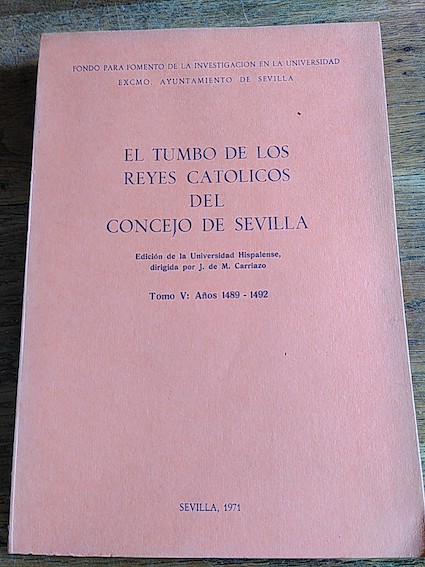 FONDO PARA FOMENTO DE LA INVESTIGACION EN LA UNIVERSIDAD
EXCMO. AYUNTAMIENTO DE SEVILLA
EL TUMBO DE LOS
REYES CATOLICOS
DEL
CONCEJO DE SEVILLA
Edición de la Universidad Hispalense,
dirigida por J. de M. Carriazo
Tomo V: Años 1489 - 1492
SEVILLA, 1971